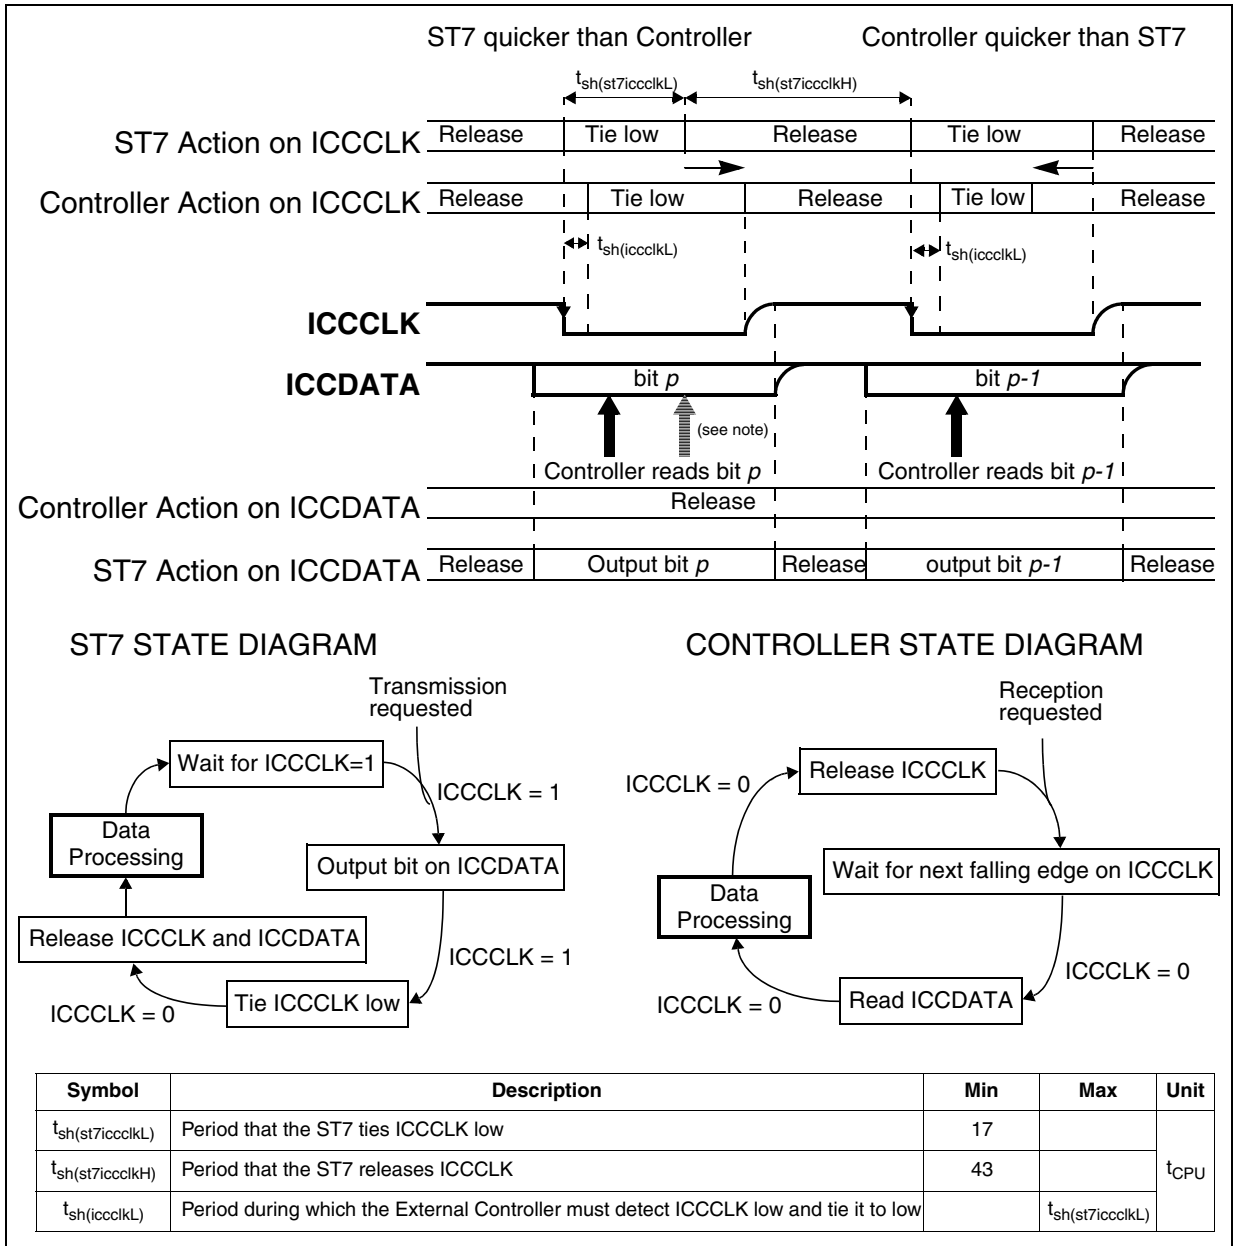 ST7 quicker than Controller
Controller quicker than ST7
tsh(st7iccclkL)
tsh(st7iccclkH)
ST7 Action on ICCCLK
Release
Tie low
Release
Tie low
Release
Controller Action on ICCCLK
Release
Tie low
Release
Tie low
Release
tsh(iccclkL)
tsh(iccclkL)
ICCCLK
ICCDATA
bit p
bit p-1
(see note)
Controller reads bit p
Controller reads bit p-1
Controller Action on ICCDATA
Release
ST7 Action on ICCDATA
Release
Output bit p
Release
output bit p-1
Release
ST7 STATE DIAGRAM
Transmission
requested
Wait for ICCCLK=1
ICCCLK = 1
Data
Processing
Output bit on ICCDATA
Release ICCCLK and ICCDATA
ICCCLK = 1
Tie ICCCLK low
ICCCLK = 0
CONTROLLER STATE DIAGRAM
Reception
requested
Release ICCCLK
ICCCLK = 0
Wait for next falling edge on ICCCLK
Data
Processing
ICCCLK = 0
Read ICCDATA
ICCCLK = 0
Symbol Description Min Max Unit
tsh(st7iccclkL) Period that the ST7 ties ICCCLK low 17
tsh(st7iccclkH) Period that the ST7 releases ICCCLK 43
tCPU
tsh(iccclkL) Period during which the External Controller must detect ICCCLK low and tie it to low tsh(st7iccclkL)